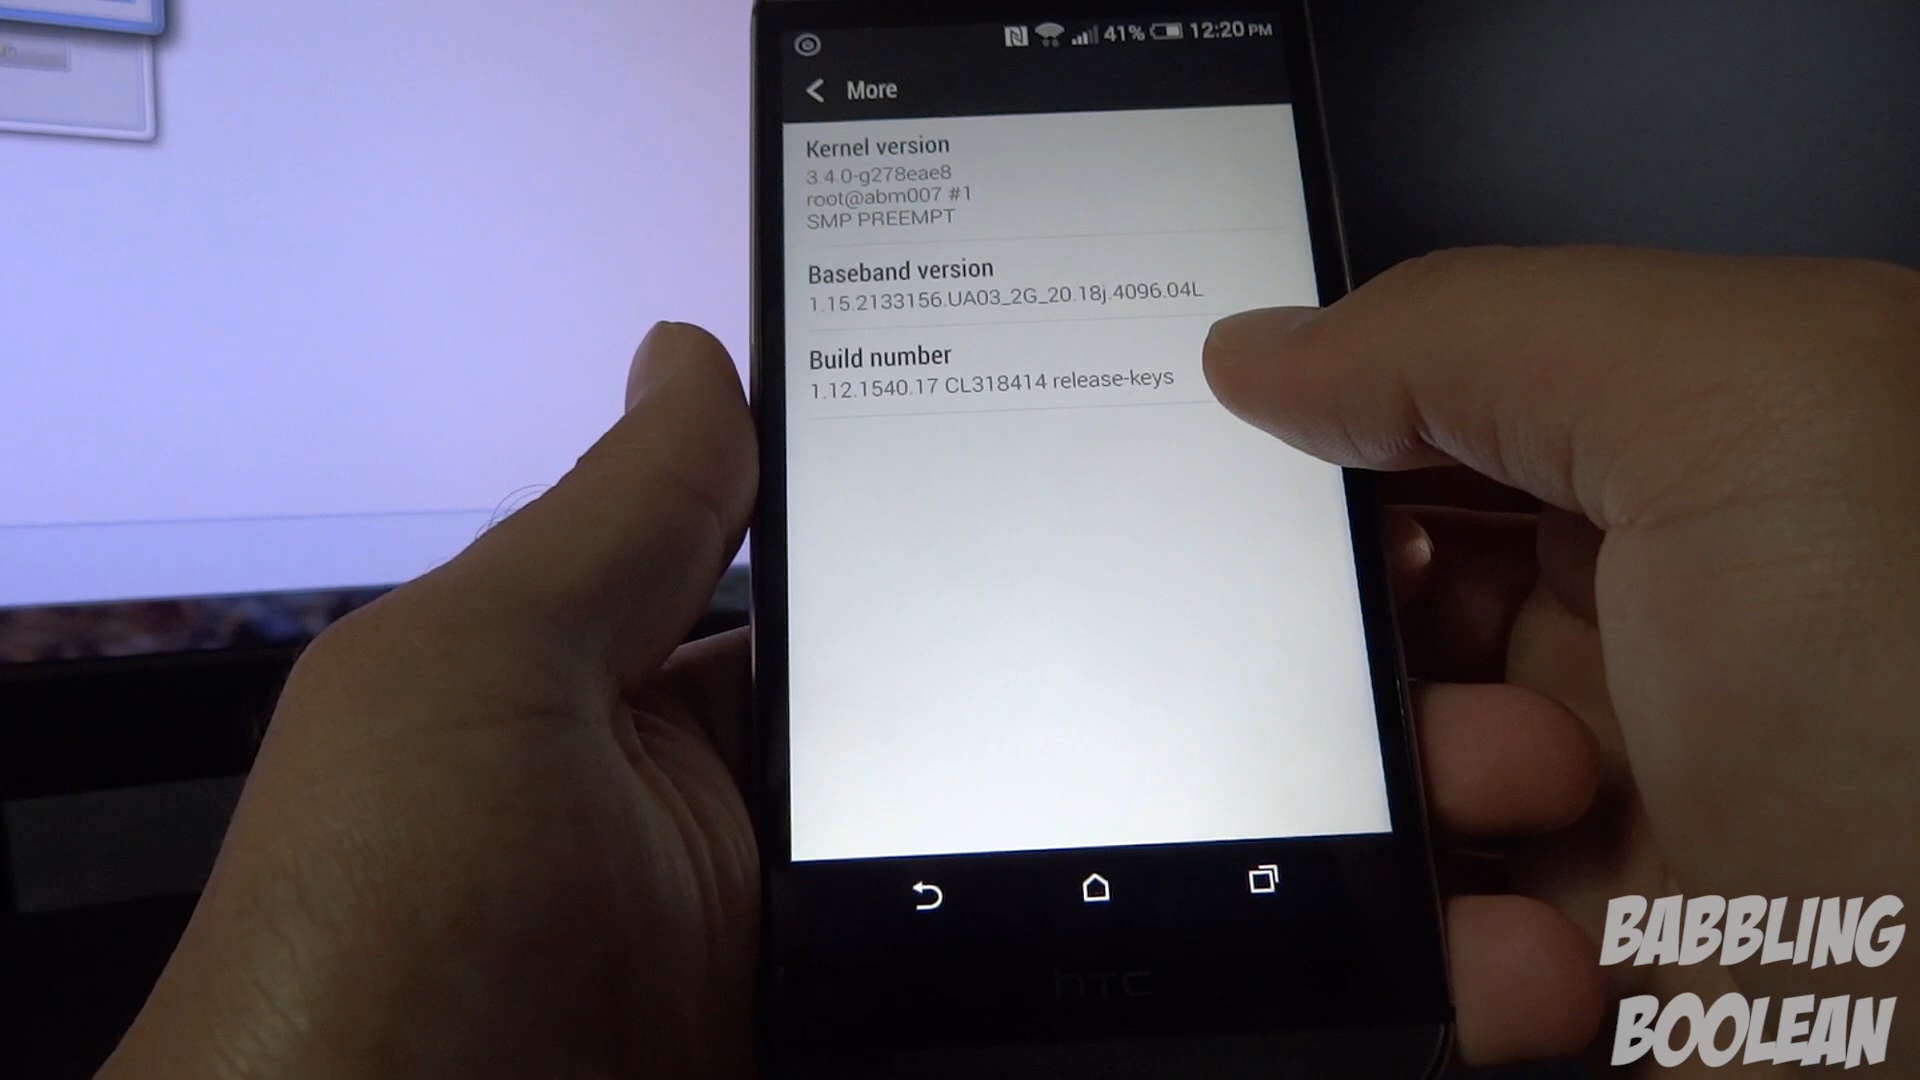 41% 12:20 PM
More
Kernel version
3.4.0-g278eae8
root@abm007 #1
SMP PREEMPT
Baseband version
1.15.2133156.UA03_2G_20.18j.4096.04L
Build number
1.12.1540.17 CL318414 release-keys
hTC
BABBLING
BOOLEAN